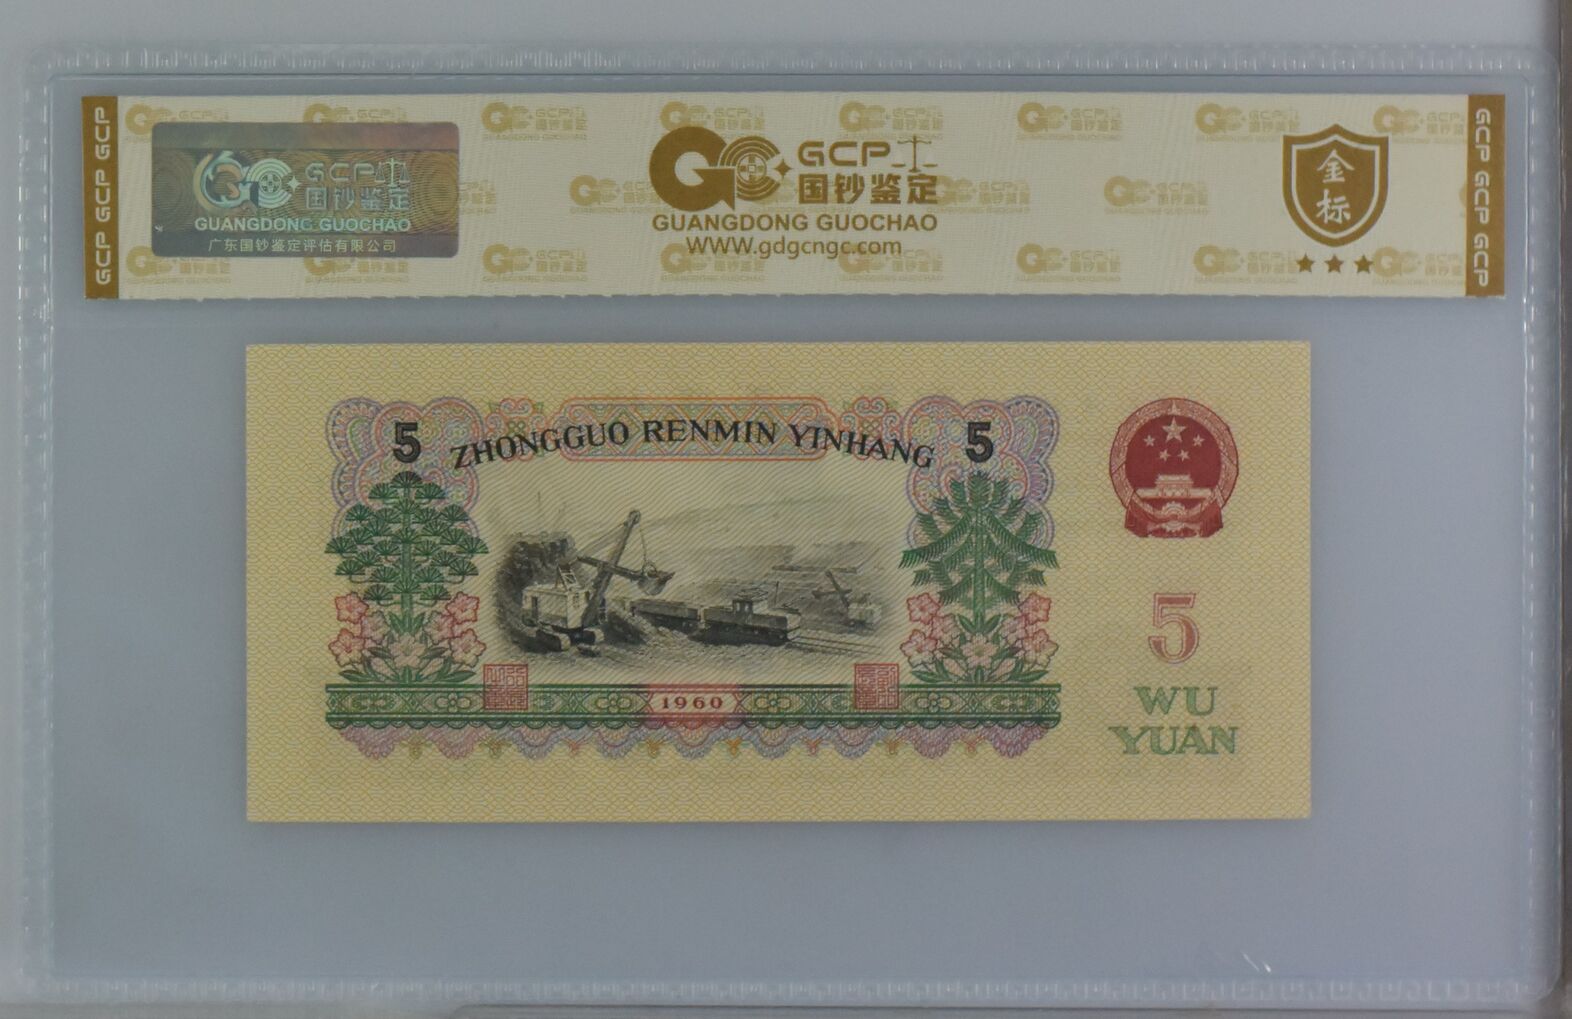 GCP GCP GCP
GCP
国钞鉴定
GUANGDONG GUOCHAO
广东国钞鉴定评估有限公司
GCP
国钞鉴定
GUANGDONG GUOCHAO
WWW.gdgcngc.com
金标
GCP GCP GCP
5 ZHONGGUO RENMIN YINHANG 5
1960
5
WU
YUAN